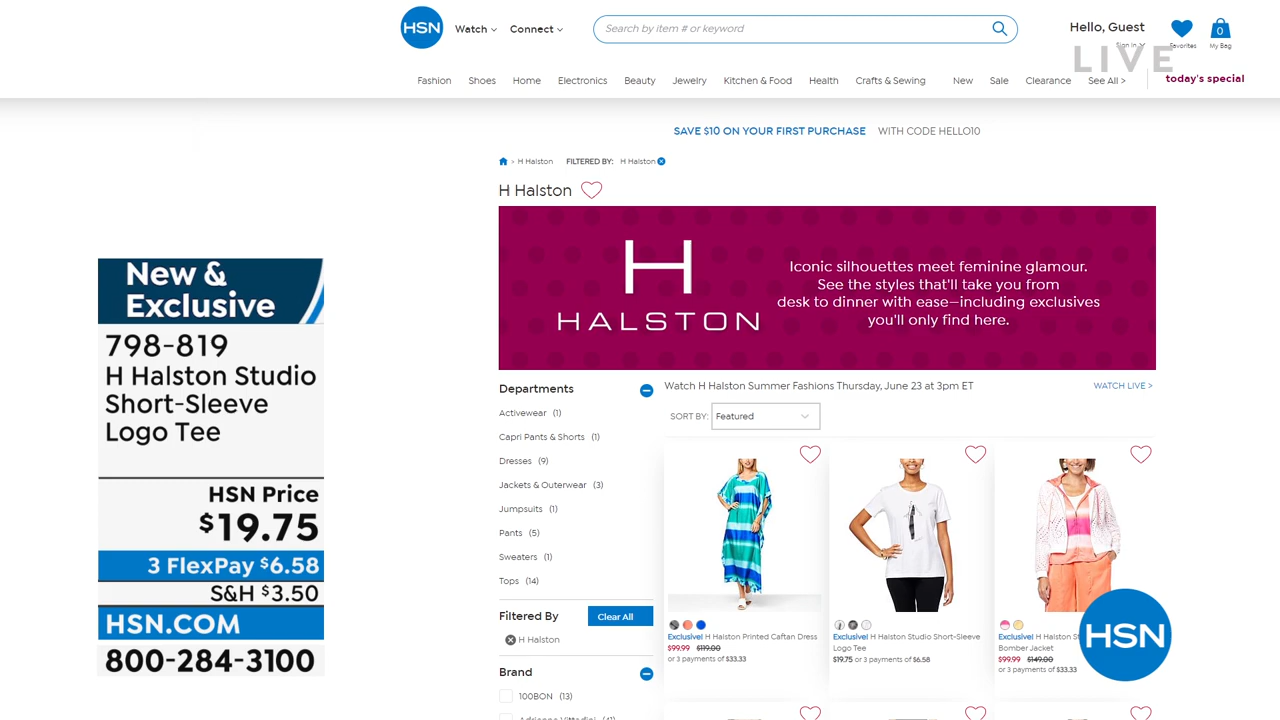 HSN
Watch
Connect
Search by item # or keyword
Hello, Guest
Sign in
Favorites
0
My Bag
LIVE
Fashion
Shoes
Home
Electronics
Beauty
Jewelry
Kitchen & Food
Health
Crafts & Sewing
New
Sale
Clearance
See All >
today's special
SAVE $10 ON YOUR FIRST PURCHASE WITH CODE HELLO10
> H Halston FILTERED BY: H Halston
H Halston
H
HALSTON
Iconic silhouettes meet feminine glamour.
See the styles that'll take you from
desk to dinner with ease—including exclusives
you'll only find here.
New &
Exclusive
798-819
H Halston Studio
Short-Sleeve
Logo Tee
HSN Price
$19.75
3 FlexPay $6.58
S&H $3.50
HSN.COM
800-284-3100
Departments
Activewear (1)
Capri Pants & Shorts (1)
Dresses (9)
Jackets & Outerwear (3)
Jumpsuits (1)
Pants (5)
Sweaters (1)
Tops (14)
Filtered By
Clear All
H Halston
Brand
100BON (13)
Watch H Halston Summer Fashions Thursday, June 23 at 3pm ET
WATCH LIVE >
SORT BY: Featured
Exclusive! H Halston Printed Caftan Dress
$99.99 $119.00
or 3 payments of $33.33
Exclusive! H Halston Studio Short-Sleeve
Logo Tee
$19.75 or 3 payments of $6.58
Exclusive! H Halston
Bomber Jacket
$99.99 $149.00
or 3 payments of $33.33
HSN